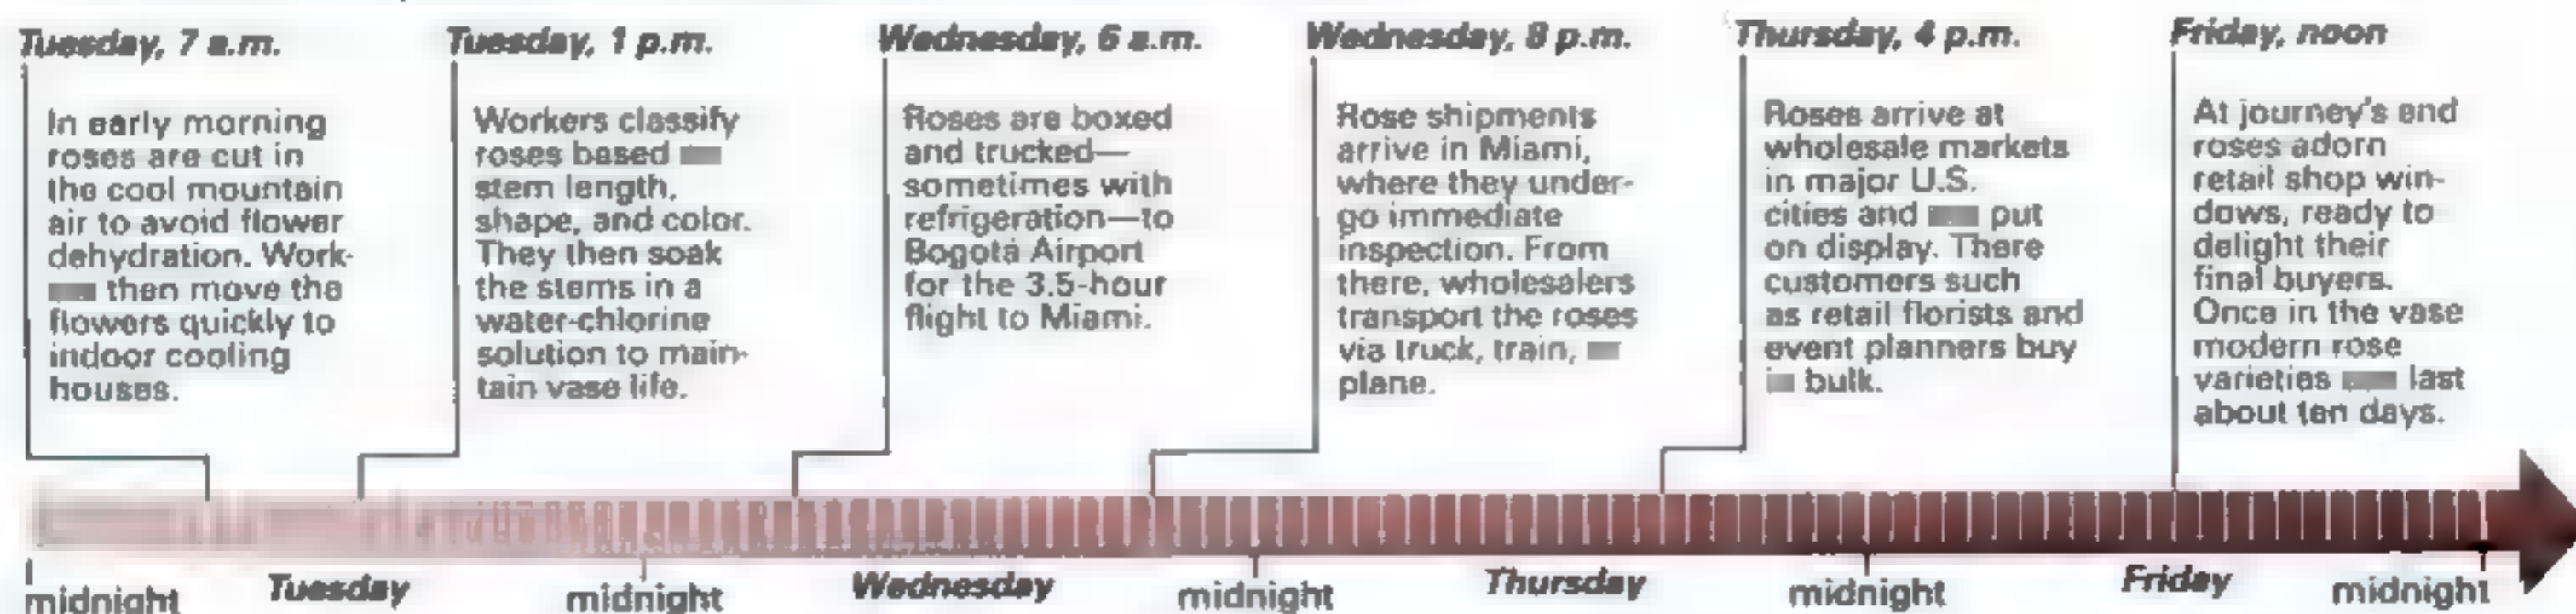 Tuesday, 7 a.m.
In early morning
roses are cut in
the cool mountain
air to avoid flower
dehydration. Work-
then move the
flowers quickly to
indoor cooling
houses.
Tuesday, 1 p.m.
Workers classify
roses based
stem length,
shape, and color.
They then soak
the stems in a
water-chlorine
solution to main-
tain vase life.
Wednesday, 6 a.m.
Roses are boxed
and trucked—
sometimes with
refrigeration—to
Bogotá Airport
for the 3.5-hour
flight to Miami.
Wednesday, 8 p.m.
Rose shipments
arrive in Miami,
where they under-
go immediate
inspection. From
there, wholesalers
transport the roses
via truck, train,
plane.
Thursday, 4 p.m.
Roses arrive at
wholesale markets
in major U.S.
cities and put
on display. There
customers such
as retail florists and
event planners buy
bulk.
Friday, noon
At journey's end
roses adorn
retail shop win-
dows, ready to
delight their
final buyers.
Once in the vase
modern rose
varieties last
about ten days.
midnight Tuesday midnight Wednesday midnight Thursday midnight Friday midnight